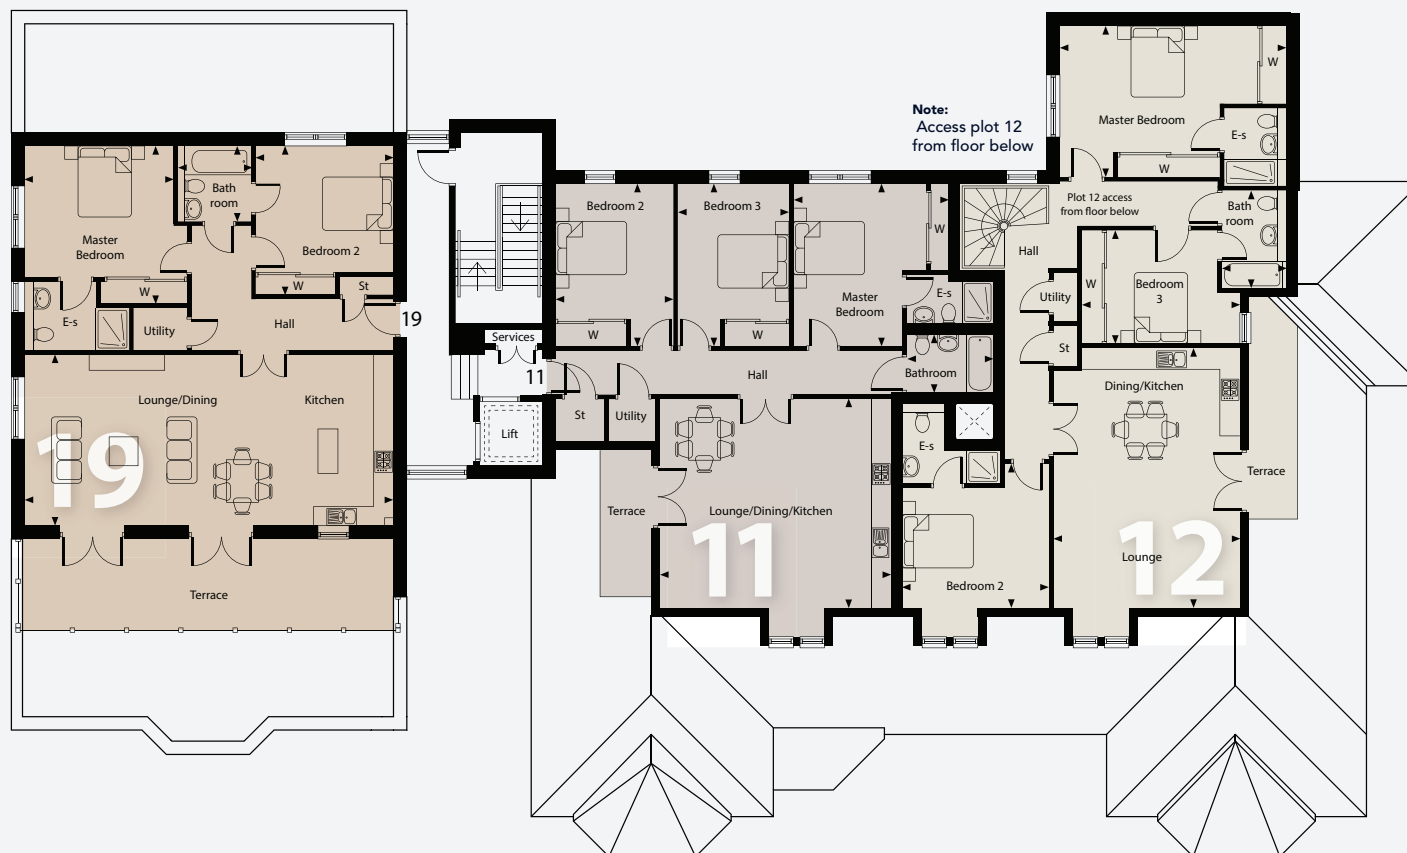 Note:
Access plot 12
from floor below
Master
Bedroom
Bath
room
Bedroom 2
W
W
St
E-s
Utility
Hall
19
Lounge/Dining
Kitchen
19
Terrace
Services
11
Lift
Bedroom 2
Bedroom 3
W
W
W
Master
Bedroom
E-s
Bathroom
Hall
St
Utility
Terrace
Lounge/Dining/Kitchen
11
Master Bedroom
W
W
E-s
Plot 12 access
from floor below
Bath
room
Hall
W
Bedroom
3
Utility
St
Dining/Kitchen
Terrace
E-s
Bedroom 2
Lounge
12